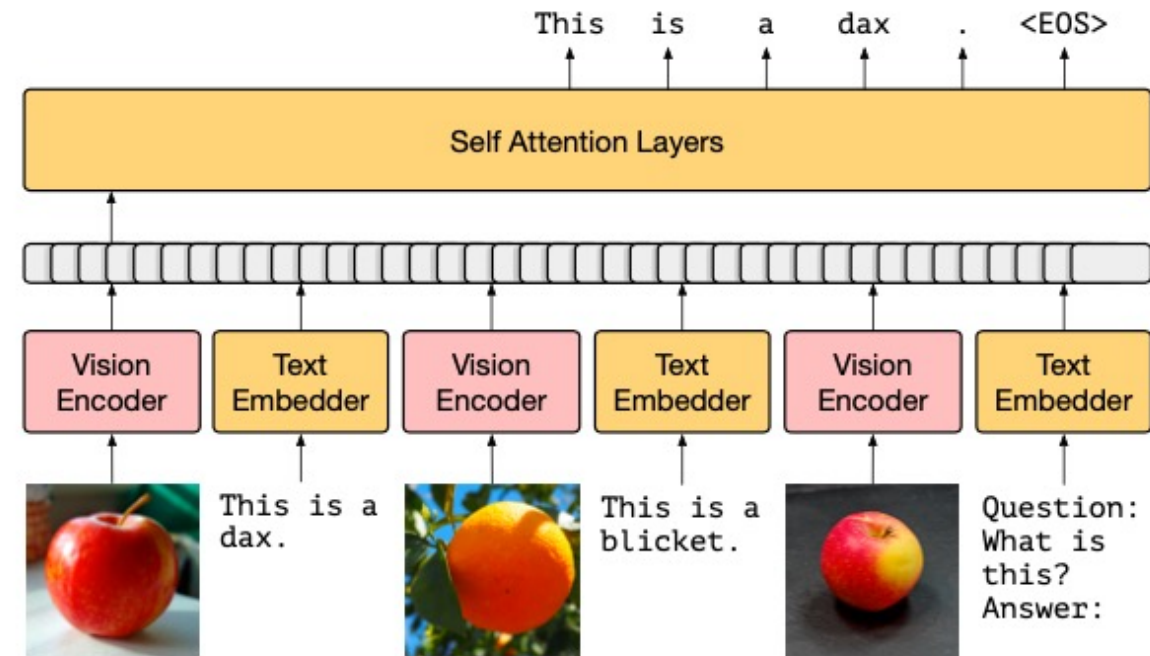 This is a dax . <EOS>
Self Attention Layers
Vision
Encoder
Text
Embedder
Vision
Encoder
Text
Embedder
Vision
Encoder
Text
Embedder
This is a
dax.
This is a
blicket.
Question:
What is
this?
Answer: